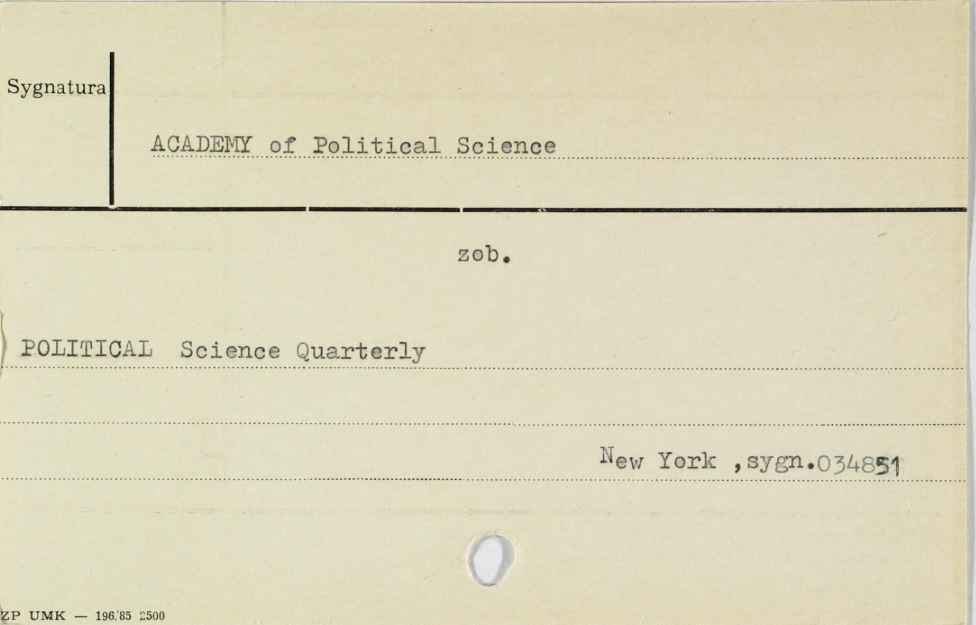 Sygnatura
ACADEMY of Political Science
zob.
POLITICAL Science Quarterly
New York ,sygn.034851
ZP UMK — 196/85 2500